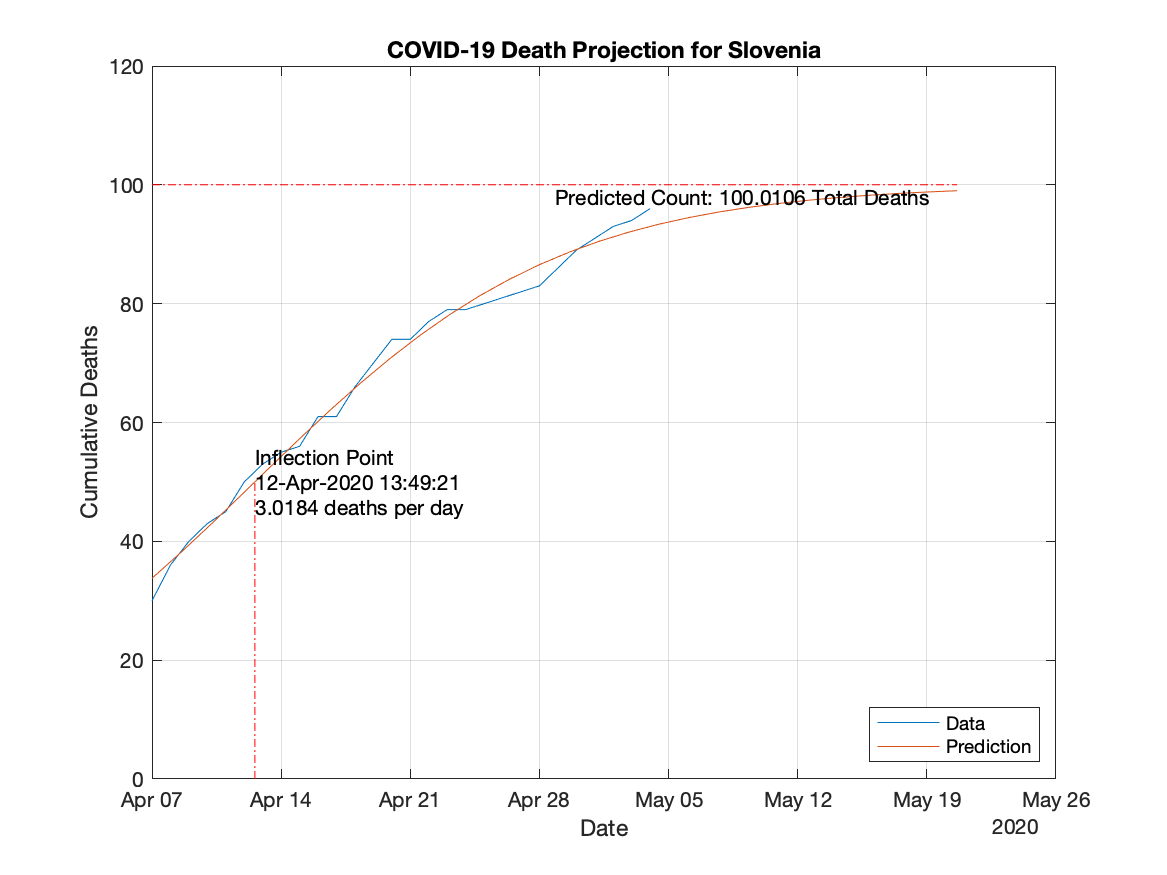 COVID-19 Death Projection for Slovenia
120
100
80
60
40
20
0
Cumulative Deaths
Predicted Count: 100.0106 Total Deaths
Inflection Point
12-Apr-2020 13:49:21
3.0184 deaths per day
Data
Prediction
Apr 07 Apr 14 Apr 21 Apr 28 May 05 May 12 May 19 May 26
Date
2020